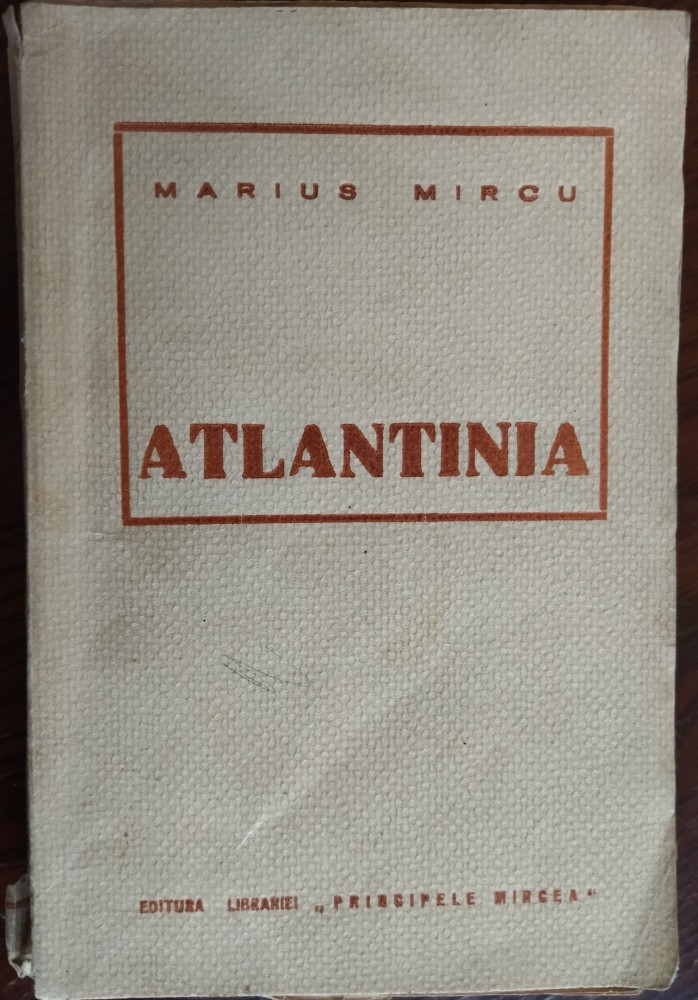 MARIUS MIRCU
ATLANTINIA
EDITURA LIBRARIEI „PRINCIPELE MIRCEA“